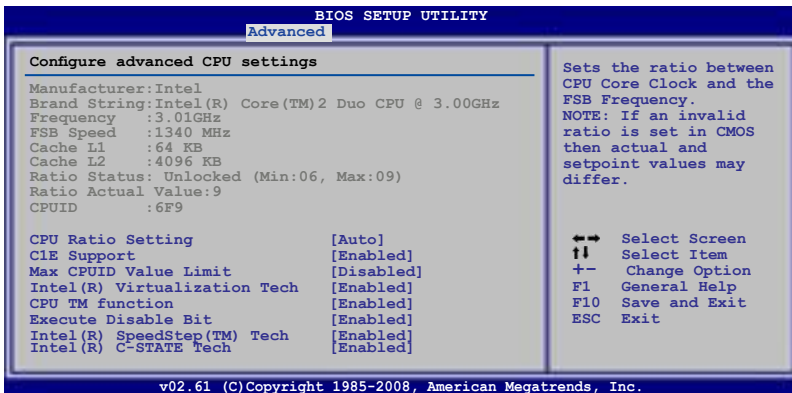 BIOS SETUP UTILITY
Advanced
Configure advanced CPU settings
Manufacturer:Intel
Brand String:Intel(R) Core(TM)2 Duo CPU @ 3.00GHz
Frequency :3.01GHz
FSB Speed :1340 MHz
Cache L1 :64 KB
Cache L2 :4096 KB
Ratio Status: Unlocked (Min:06, Max:09)
Ratio Actual Value:9
CPUID :6F9
CPU Ratio Setting [Auto]
C1E Support [Enabled]
Max CPUID Value Limit [Disabled]
Intel(R) Virtualization Tech [Enabled]
CPU TM function [Enabled]
Execute Disable Bit [Enabled]
Intel(R) SpeedStep(TM) Tech [Enabled]
Intel(R) C-STATE Tech [Enabled]
Sets the ratio between
CPU Core Clock and the
FSB Frequency.
NOTE: If an invalid
ratio is set in CMOS
then actual and
setpoint values may
differ.
←→ Select Screen
↑↓ Select Item
+- Change Option
F1 General Help
F10 Save and Exit
ESC Exit
v02.61 (C)Copyright 1985-2008, American Megatrends, Inc.